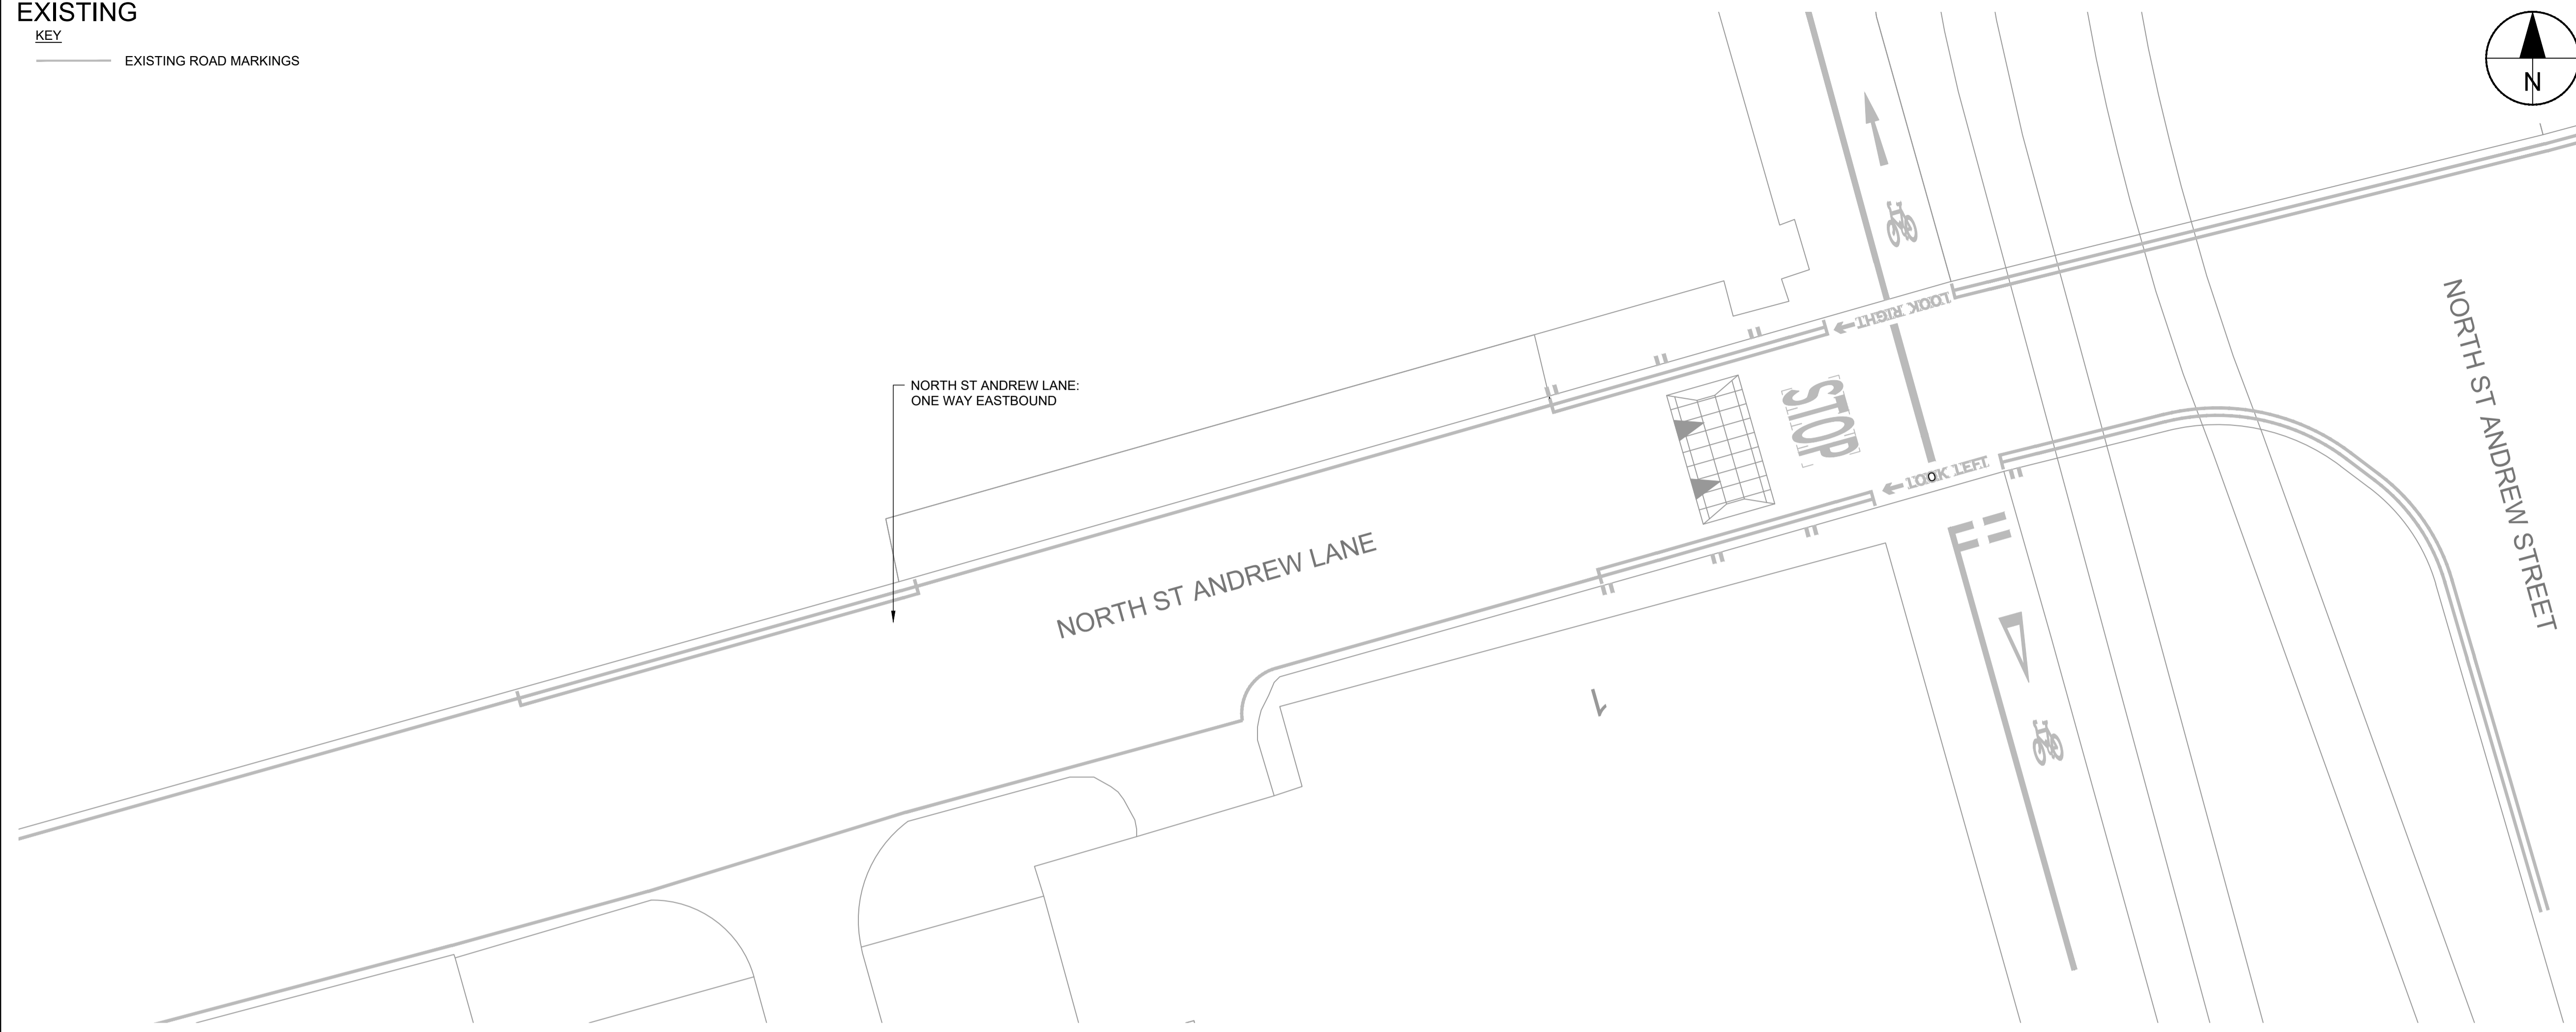 EXISTING
KEY
EXISTING ROAD MARKINGS
N
LOOK RIGHT
NORTH ST ANDREW STREET
NORTH ST ANDREW LANE:
ONE WAY EASTBOUND
STOP
LOOK LEFT
NORTH ST ANDREW LANE
1